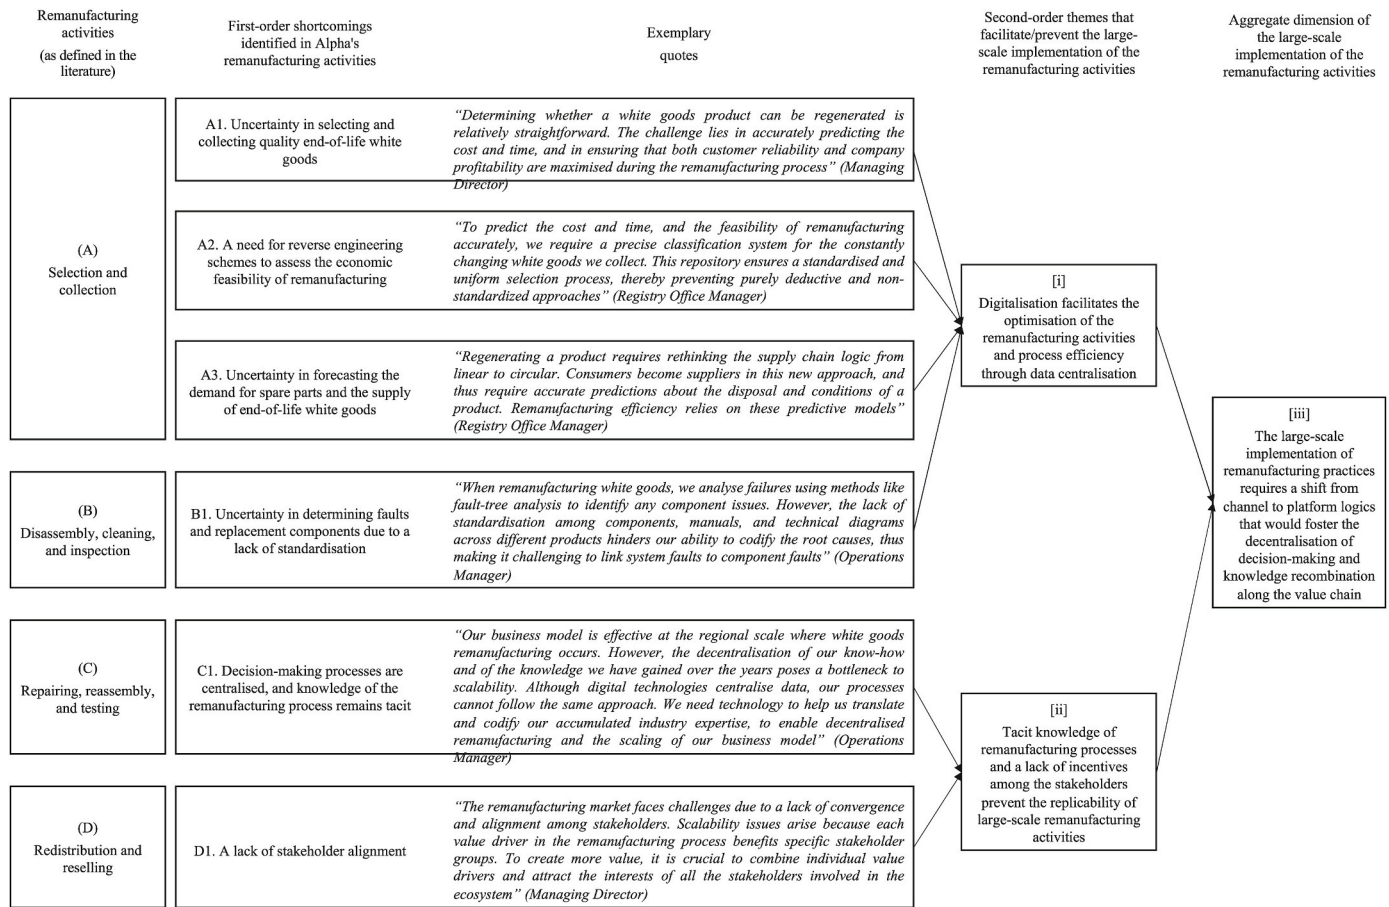 Remanufacturing
activities
(as defined in the
literature)
First-order shortcomings
identified in Alpha's
remanufacturing activities
Exemplary
quotes
Second-order themes that
facilitate/prevent the large-
scale implementation of the
remanufacturing activities
Aggregate dimension of
the large-scale
implementation of the
remanufacturing activities
(A)
Selection and
collection
A1. Uncertainty in selecting and
collecting quality end-of-life white
goods
“Determining whether a white goods product can be regenerated is
relatively straightforward. The challenge lies in accurately predicting the
cost and time, and in ensuring that both customer reliability and company
profitability are maximised during the remanufacturing process” (Managing
Director)
A2. A need for reverse engineering
schemes to assess the economic
feasibility of remanufacturing
“To predict the cost and time, and the feasibility of remanufacturing
accurately, we require a precise classification system for the constantly
changing white goods we collect. This repository ensures a standardised and
uniform selection process, thereby preventing purely deductive and non-
standardized approaches” (Registry Office Manager)
A3. Uncertainty in forecasting the
demand for spare parts and the supply
of end-of-life white goods
“Regenerating a product requires rethinking the supply chain logic from
linear to circular. Consumers become suppliers in this new approach, and
thus require accurate predictions about the disposal and conditions of a
product. Remanufacturing efficiency relies on these predictive models”
(Registry Office Manager)
(B)
Disassembly, cleaning,
and inspection
B1. Uncertainty in determining faults
and replacement components due to a
lack of standardisation
“When remanufacturing white goods, we analyse failures using methods like
fault-tree analysis to identify any component issues. However, the lack of
standardisation among components, manuals, and technical diagrams
across different products hinders our ability to codify the root causes, thus
making it challenging to link system faults to component faults” (Operations
Manager)
(C)
Repairing, reassembly,
and testing
C1. Decision-making processes are
centralised, and knowledge of the
remanufacturing process remains tacit
“Our business model is effective at the regional scale where white goods
remanufacturing occurs. However, the decentralisation of our know-how
and of the knowledge we have gained over the years poses a bottleneck to
scalability. Although digital technologies centralise data, our processes
cannot follow the same approach. We need technology to help us translate
and codify our accumulated industry expertise, to enable decentralised
remanufacturing and the scaling of our business model” (Operations
Manager)
(D)
Redistribution and
reselling
D1. A lack of stakeholder alignment
“The remanufacturing market faces challenges due to a lack of convergence
and alignment among stakeholders. Scalability issues arise because each
value driver in the remanufacturing process benefits specific stakeholder
groups. To create more value, it is crucial to combine individual value
drivers and attract the interests of all the stakeholders involved in the
ecosystem” (Managing Director)
[i]
Digitalisation facilitates the
optimisation of the
remanufacturing activities
and process efficiency
through data centralisation
[ii]
Tacit knowledge of
remanufacturing processes
and a lack of incentives
among the stakeholders
prevent the replicability of
large-scale remanufacturing
activities
[iii]
The large-scale
implementation of
remanufacturing practices
requires a shift from
channel to platform logics
that would foster the
decentralisation of
decision-making and
knowledge recombination
along the value chain